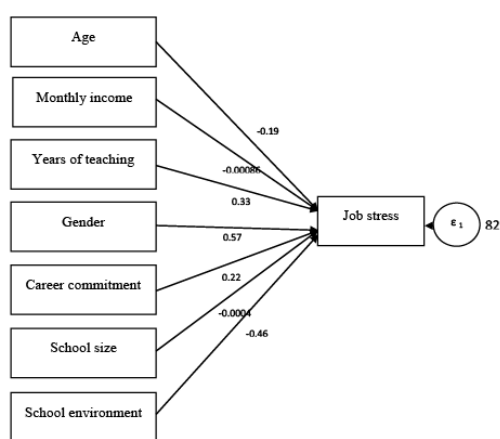 Age
Monthly income
Years of teaching
Gender
Career commitment
School size
School environment
-0.19
-0.00086
0.33
0.57
0.22
-0.0004
-0.46
Job stress
ε 1
82